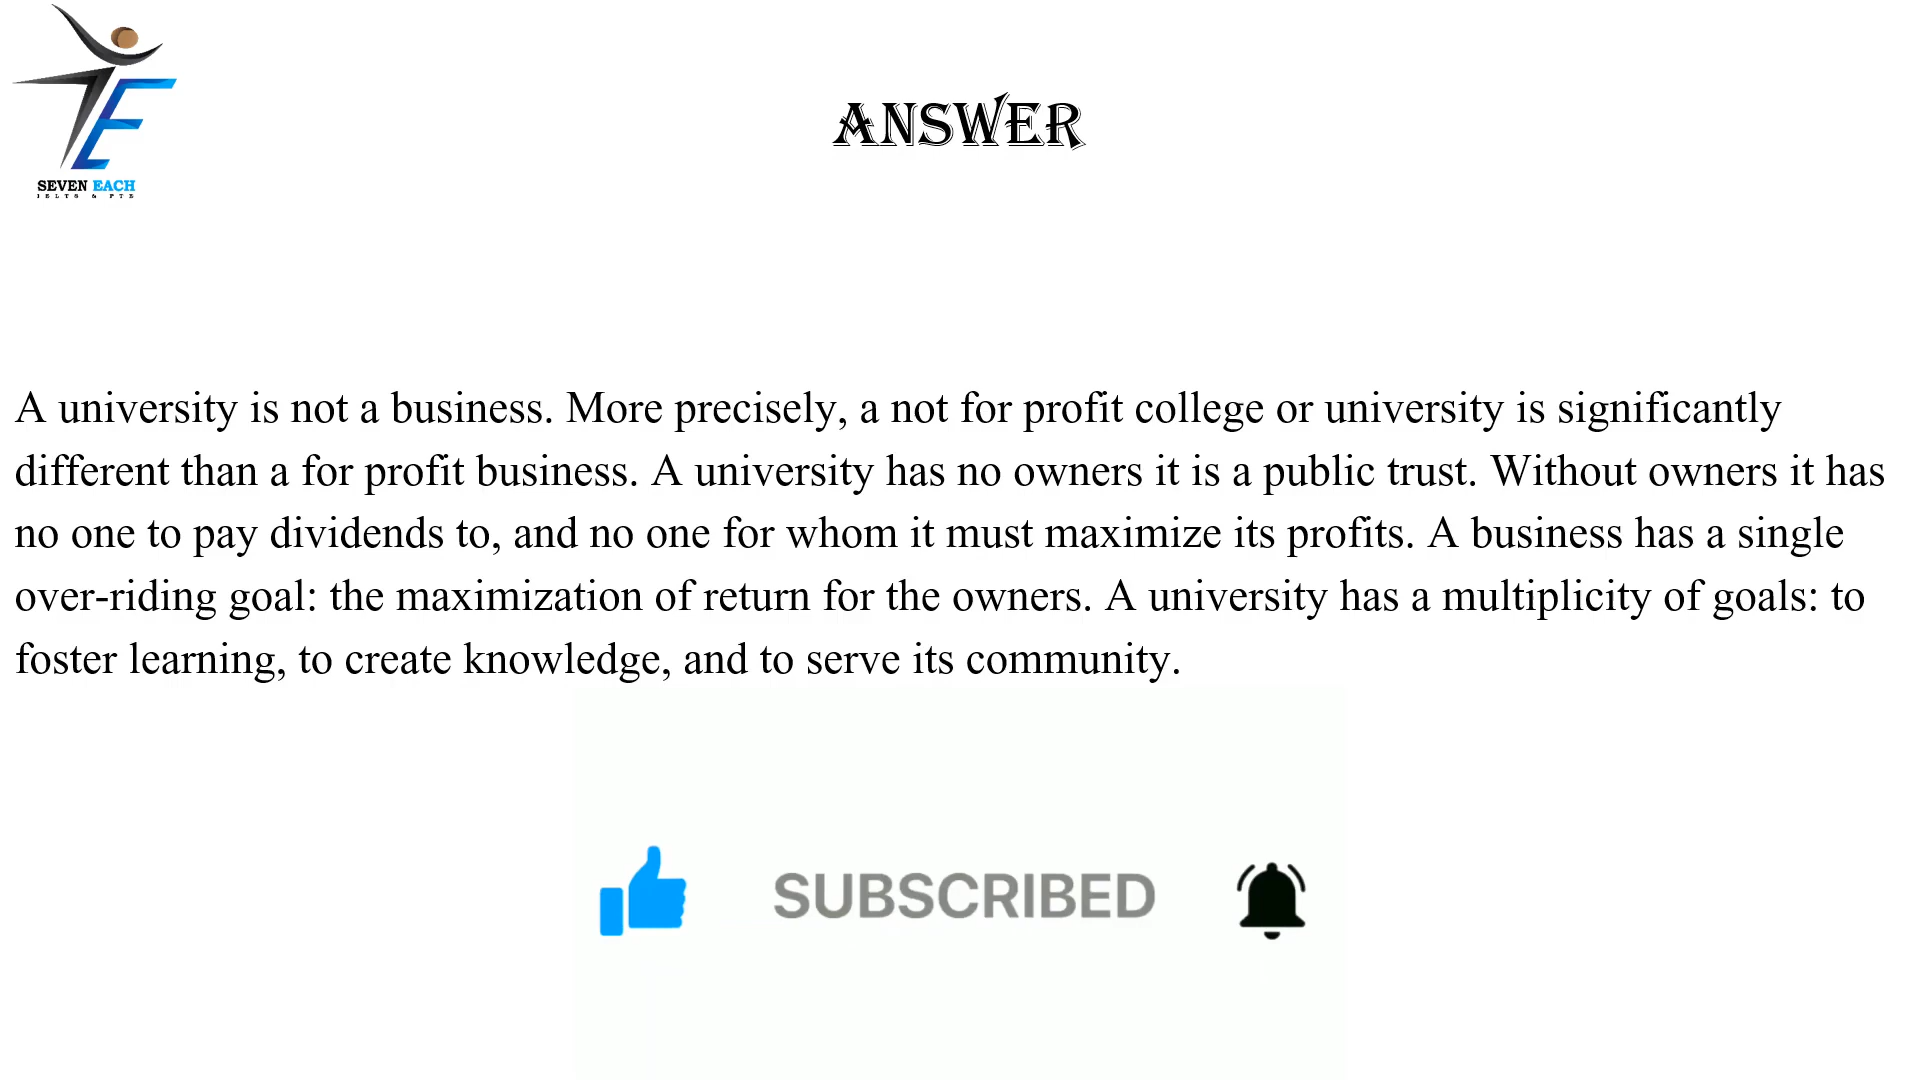 SEVEN EACH
IELTS & PTE
ANSWER
A university is not a business. More precisely, a not for profit college or university is significantly
different than a for profit business. A university has no owners it is a public trust. Without owners it has
no one to pay dividends to, and no one for whom it must maximize its profits. A business has a single
over-riding goal: the maximization of return for the owners. A university has a multiplicity of goals: to
foster learning, to create knowledge, and to serve its community.
SUBSCRIBED